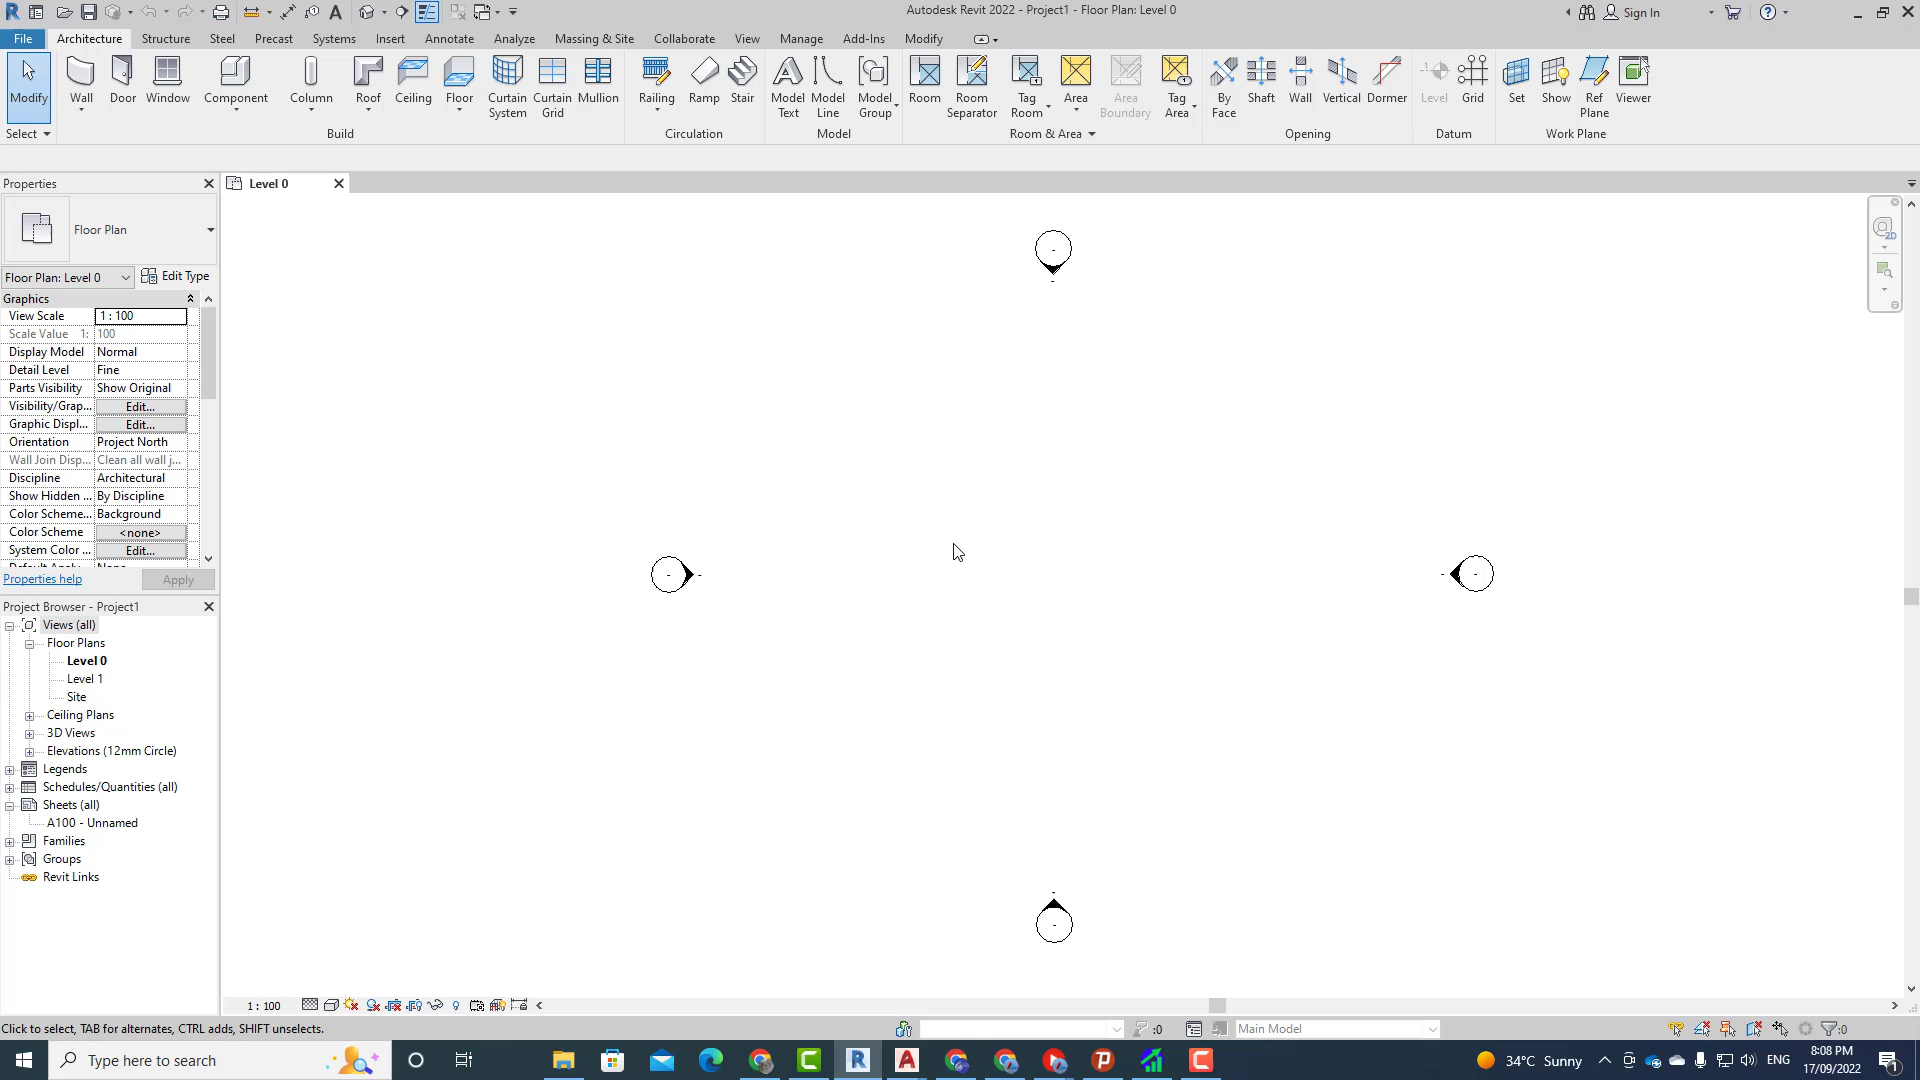 Autodesk Revit 2022 - Project1 - Floor Plan: Level 0
Sign In
File Architecture Structure Steel Precast Systems Insert Annotate Analyze Massing & Site Collaborate View Manage Add-Ins Modify
Modify Wall Door Window Component Column Roof Ceiling Floor Curtain System Curtain Grid Mullion Railing Ramp Stair Model Text Model Line Model Group Room Room Separator Tag Room Area Area Boundary Tag Area By Face Shaft Wall Vertical Dormer Level Grid Set Show Ref Plane Viewer
Select Build Circulation Model Room & Area Opening Datum Work Plane
Properties
Level 0
Floor Plan
Floor Plan: Level 0 Edit Type
Graphics
View Scale 1 : 100
Scale Value 1: 100
Display Model Normal
Detail Level Fine
Parts Visibility Show Original
Visibility/Grap... Edit...
Graphic Displ... Edit...
Orientation Project North
Wall Join Disp... Clean all wall j...
Discipline Architectural
Show Hidden ... By Discipline
Color Scheme... Background
Color Scheme <none>
System Color ... Edit...
Properties help Apply
Project Browser - Project1
Views (all)
Floor Plans
Level 0
Level 1
Site
Ceiling Plans
3D Views
Elevations (12mm Circle)
Legends
Schedules/Quantities (all)
Sheets (all)
A100 - Unnamed
Families
Groups
Revit Links
2D
1 : 100
Click to select, TAB for alternates, CTRL adds, SHIFT unselects.
:0
Main Model
:0
Type here to search
34°C Sunny
ENG
8:08 PM
17/09/2022
1